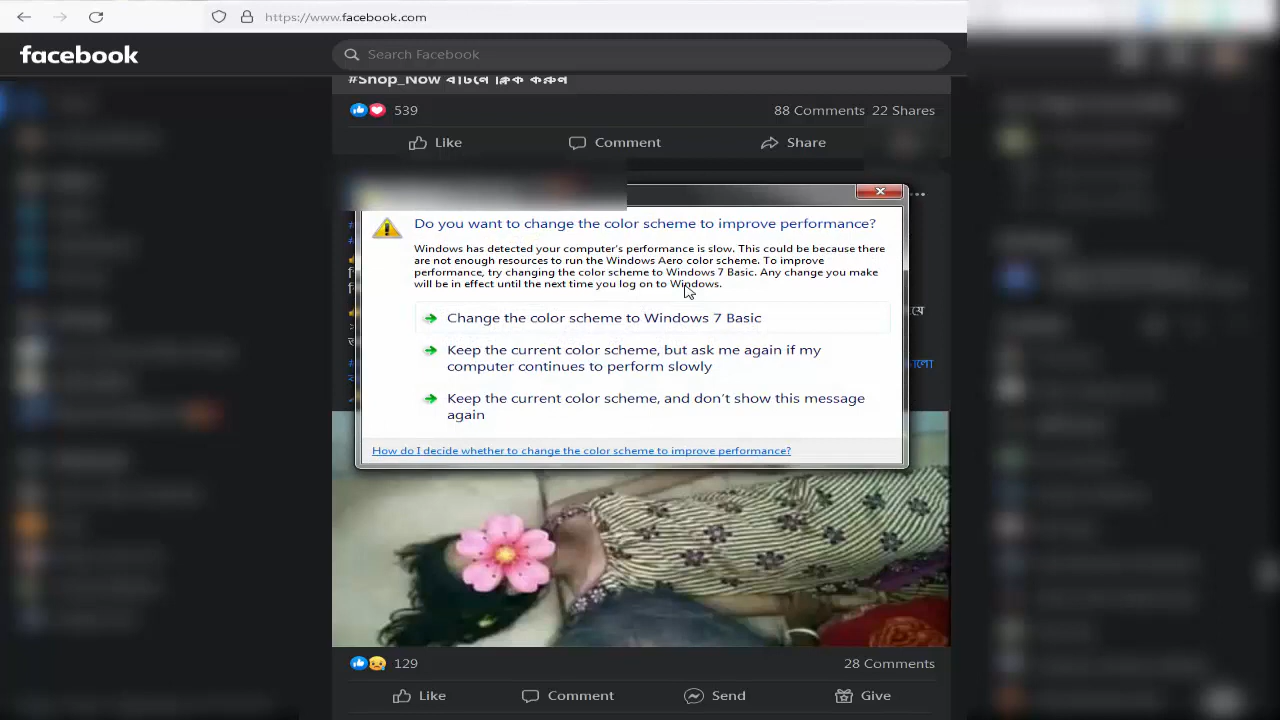 https://www.facebook.com
facebook
Search Facebook
#Shop_Now বাটনে ক্লিক করুন
539
88 Comments 22 Shares
Like
Comment
Share
Do you want to change the color scheme to improve performance?
Windows has detected your computer's performance is slow. This could be because there
are not enough resources to run the Windows Aero color scheme. To improve
performance, try changing the color scheme to Windows 7 Basic. Any change you make
will be in effect until the next time you log on to Windows.
Change the color scheme to Windows 7 Basic
Keep the current color scheme, but ask me again if my
computer continues to perform slowly
Keep the current color scheme, and don't show this message
again
How do I decide whether to change the color scheme to improve performance?
129
28 Comments
Like
Comment
Send
Give